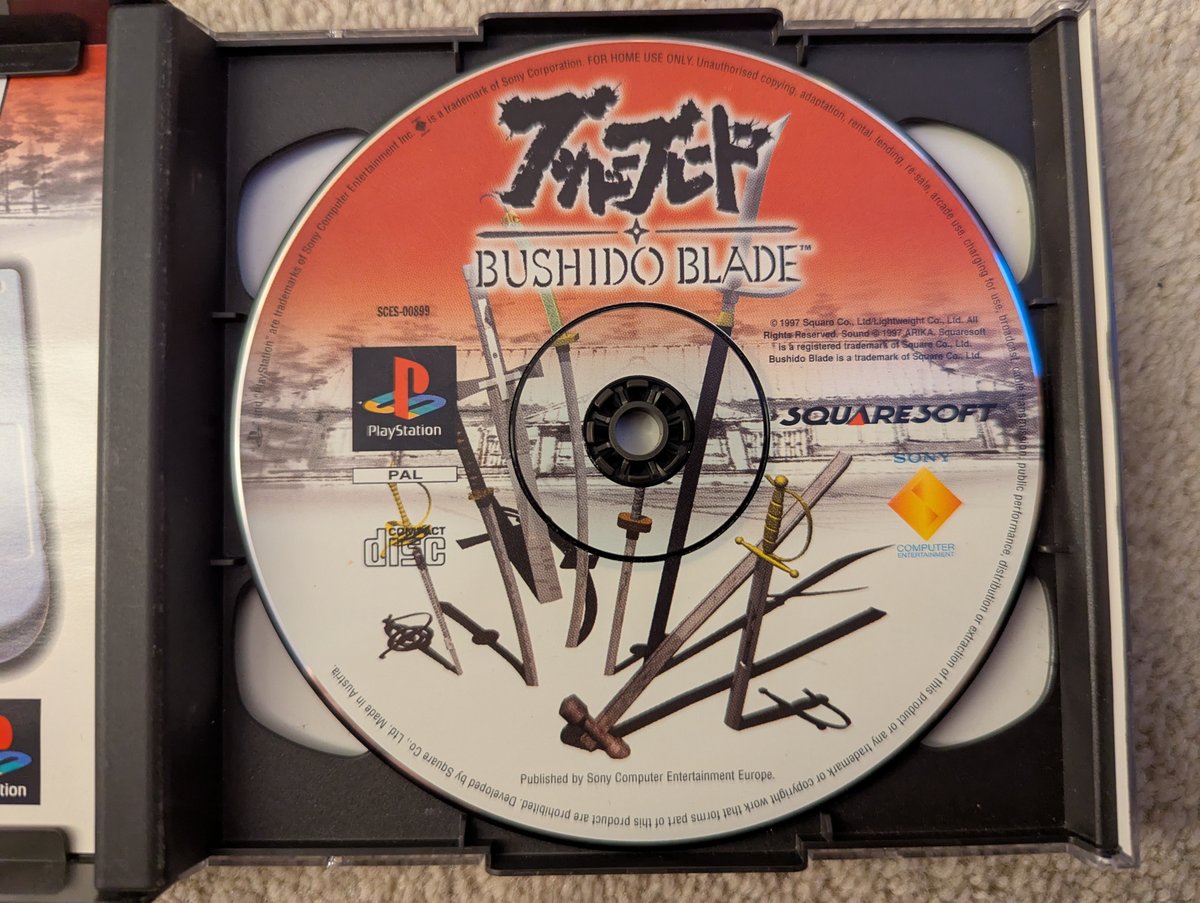 ブシドーブレード
BUSHIDO BLADE™
SCES-00899
PlayStation
PAL
COMPACT
disc
© 1997 Square Co., Ltd/Lightweight Co., Ltd. All
Rights Reserved. Sound © 1997 ARIKA. Squaresoft
is a registered trademark of Square Co., Ltd.
Bushido Blade is a trademark of Square Co., Ltd.
SQUARESOFT
SONY
COMPUTER
ENTERTAINMENT
Published by Sony Computer Entertainment Europe.
and "PlayStation" are trademarks of Sony Computer Entertainment Inc. is a trademark of Sony Corporation. FOR HOME USE ONLY. Unauthorised copying, adaptation, rental, lending, re-sale, arcade use, charging for use, broadcast, public performance, distribution or extraction of this product or any trademark or copyright work that forms part of this product are prohibited. Developed by Square Co., Ltd. Made in Austria.
tion